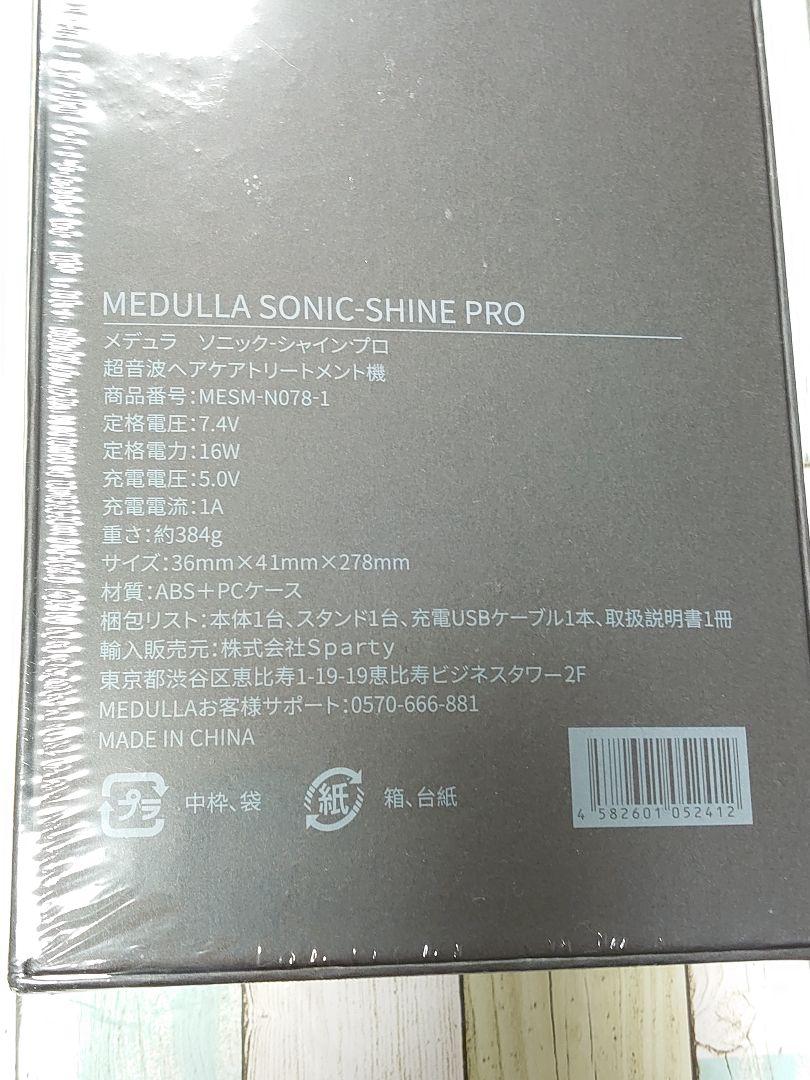 MEDULLA SONIC-SHINE PRO
メデュラ　ソニック-シャイン・プロ
超音波ヘアケアトリートメント機
商品番号:MESM-N078-1
定格電圧:7.4V
定格電力:16W
充電電圧:5.0V
充電電流:1A
重さ:約384g
サイズ:36mm×41mm×278mm
材質:ABS+PCケース
梱包リスト:本体1台、スタンド1台、充電USBケーブル1本、取扱説明書1冊
輸入販売元:株式会社Sparty
東京都渋谷区恵比寿1-19-19恵比寿ビジネスタワー2F
MEDULLAお客様サポート:0570-666-881
MADE IN CHINA
プラ 中枠、袋 紙 箱、台紙
4 582601 052412